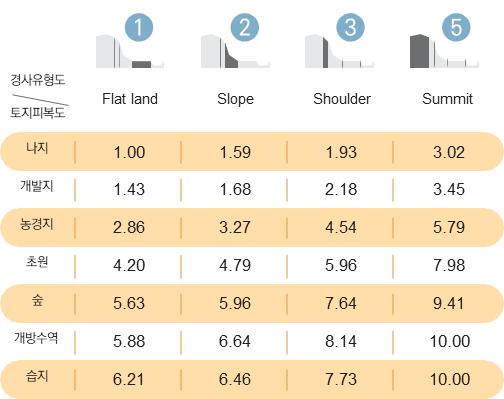 1 2 3 5
경사유형도
토지피복도
Flat land Slope Shoulder Summit
나지 1.00 1.59 1.93 3.02
개발지 1.43 1.68 2.18 3.45
농경지 2.86 3.27 4.54 5.79
초원 4.20 4.79 5.96 7.98
숲 5.63 5.96 7.64 9.41
개방수역 5.88 6.64 8.14 10.00
습지 6.21 6.46 7.73 10.00